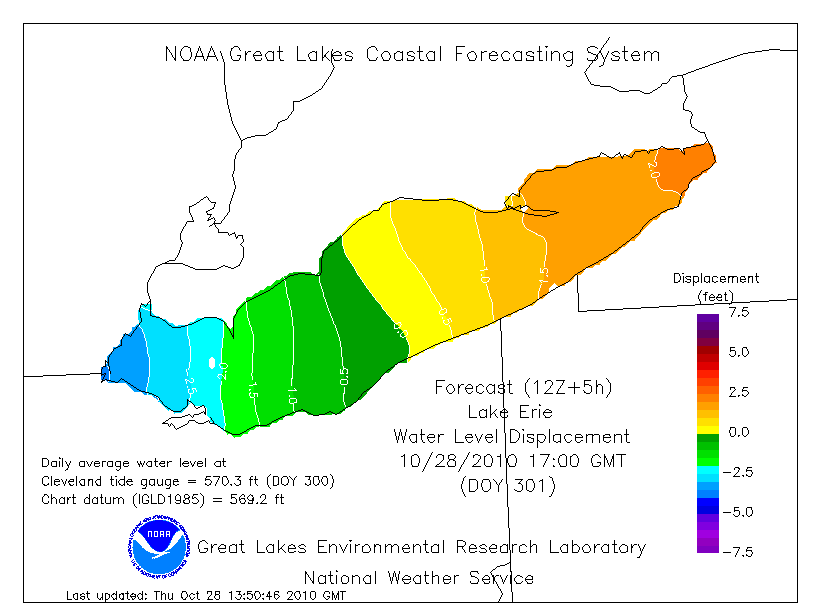 NOAA Great Lakes Coastal Forecasting System
2.0
1.5
1.0
0.5
0.0
-0.5
-1.0
-1.5
-2.5
Displacement
(feet)
7.5
5.0
2.5
0.0
-2.5
-5.0
-7.5
Forecast (12Z+5h)
Lake Erie
Water Level Displacement
10/28/2010 17:00 GMT
(DOY 301)
Daily average water level at
Cleveland tide gauge = 570.3 ft (DOY 300)
Chart datum (IGLD1985) = 569.2 ft
NOAA
Great Lakes Environmental Research Laboratory
National Weather Service
Last updated: Thu Oct 28 13:50:46 2010 GMT